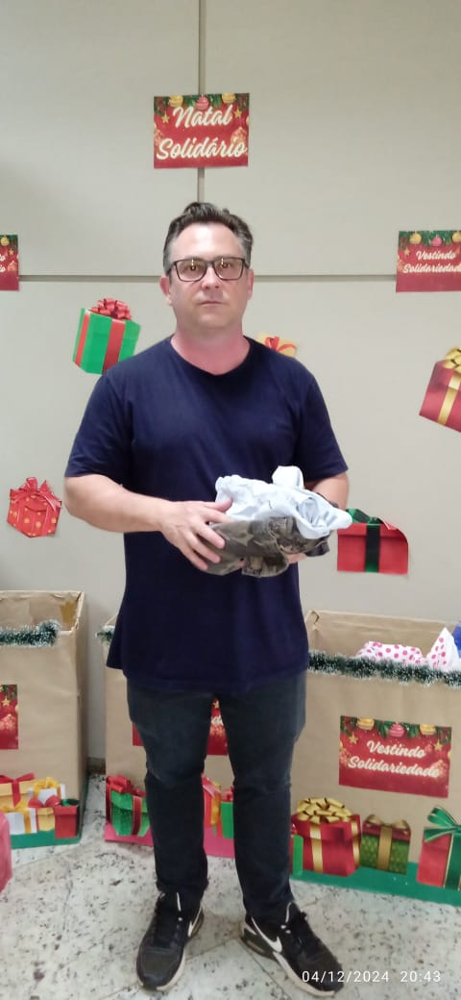 Natal
Solidário
Vestindo
Solidariedade
Vestindo
Solidariedade
04/12/2024 20:43